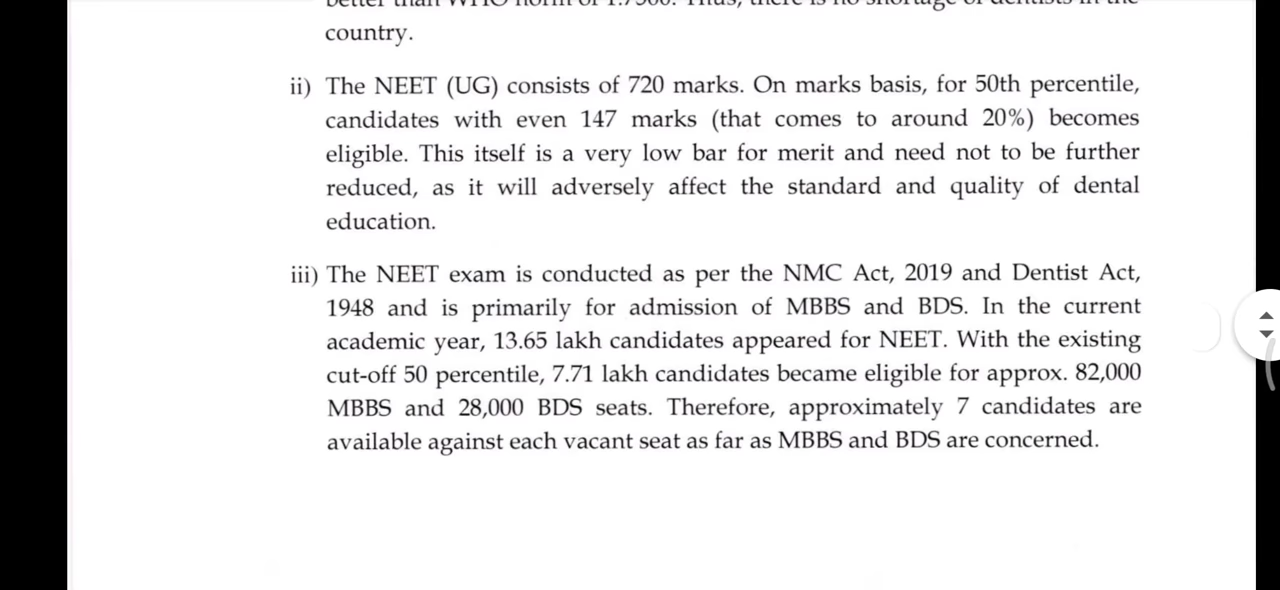 country.
ii) The NEET (UG) consists of 720 marks. On marks basis, for 50th percentile,
candidates with even 147 marks (that comes to around 20%) becomes
eligible. This itself is a very low bar for merit and need not to be further
reduced, as it will adversely affect the standard and quality of dental
education.
iii) The NEET exam is conducted as per the NMC Act, 2019 and Dentist Act,
1948 and is primarily for admission of MBBS and BDS. In the current
academic year, 13.65 lakh candidates appeared for NEET. With the existing
cut-off 50 percentile, 7.71 lakh candidates became eligible for approx. 82,000
MBBS and 28,000 BDS seats. Therefore, approximately 7 candidates are
available against each vacant seat as far as MBBS and BDS are concerned.